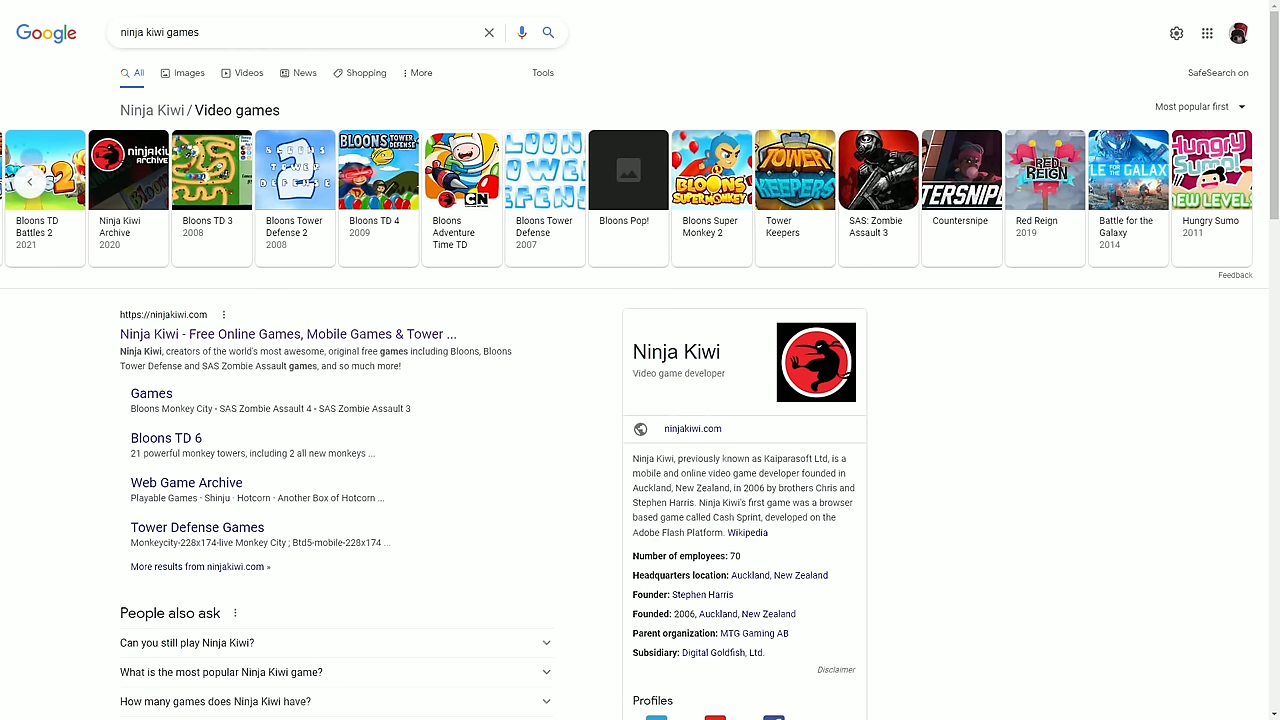 Google
ninja kiwi games
All
Images
Videos
News
Shopping
More
Tools
SafeSearch on
Ninja Kiwi / Video games
Most popular first
Bloons TD Battles 2
2021
Ninja Kiwi Archive
2020
Bloons TD 3
2008
Bloons Tower Defense 2
2008
Bloons TD 4
2009
Bloons Adventure Time TD
Bloons Tower Defense
2007
Bloons Pop!
Bloons Super Monkey 2
Tower Keepers
SAS: Zombie Assault 3
Countersnipe
Red Reign
2019
Battle for the Galaxy
2014
Hungry Sumo
2011
Feedback
https://ninjakiwi.com
Ninja Kiwi - Free Online Games, Mobile Games & Tower ...
Ninja Kiwi, creators of the world's most awesome, original free games including Bloons, Bloons
Tower Defense and SAS Zombie Assault games, and so much more!
Games
Bloons Monkey City - SAS Zombie Assault 4 - SAS Zombie Assault 3
Bloons TD 6
21 powerful monkey towers, including 2 all new monkeys ...
Web Game Archive
Playable Games · Shinju · Hotcorn · Another Box of Hotcorn ...
Tower Defense Games
Monkeycity-228x174-live Monkey City ; Btd5-mobile-228x174 ...
More results from ninjakiwi.com »
People also ask
Can you still play Ninja Kiwi?
What is the most popular Ninja Kiwi game?
How many games does Ninja Kiwi have?
Ninja Kiwi
Video game developer
ninjakiwi.com
Ninja Kiwi, previously known as Kaiparasoft Ltd, is a
mobile and online video game developer founded in
Auckland, New Zealand, in 2006 by brothers Chris and
Stephen Harris. Ninja Kiwi's first game was a browser
based game called Cash Sprint, developed on the
Adobe Flash Platform. Wikipedia
Number of employees: 70
Headquarters location: Auckland, New Zealand
Founder: Stephen Harris
Founded: 2006, Auckland, New Zealand
Parent organization: MTG Gaming AB
Subsidiary: Digital Goldfish, Ltd.
Disclaimer
Profiles